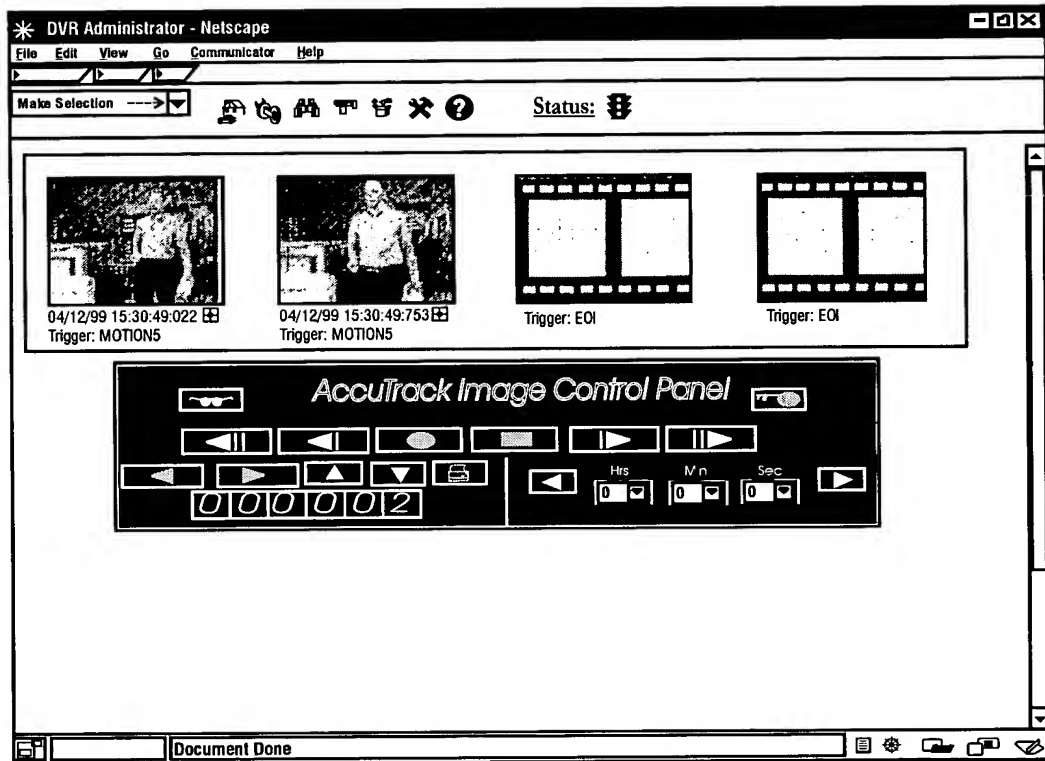 DVR Administrator - Netscape
File Edit View Go Communicator Help
Make Selection ---> Status:
04/12/99 15:30:49:022
Trigger: MOTION5
04/12/99 15:30:49:753
Trigger: MOTION5
Trigger: EOI
Trigger: EOI
AccuTrack Image Control Panel
Hrs Mn Sec
0 0 0
000002
Document Done